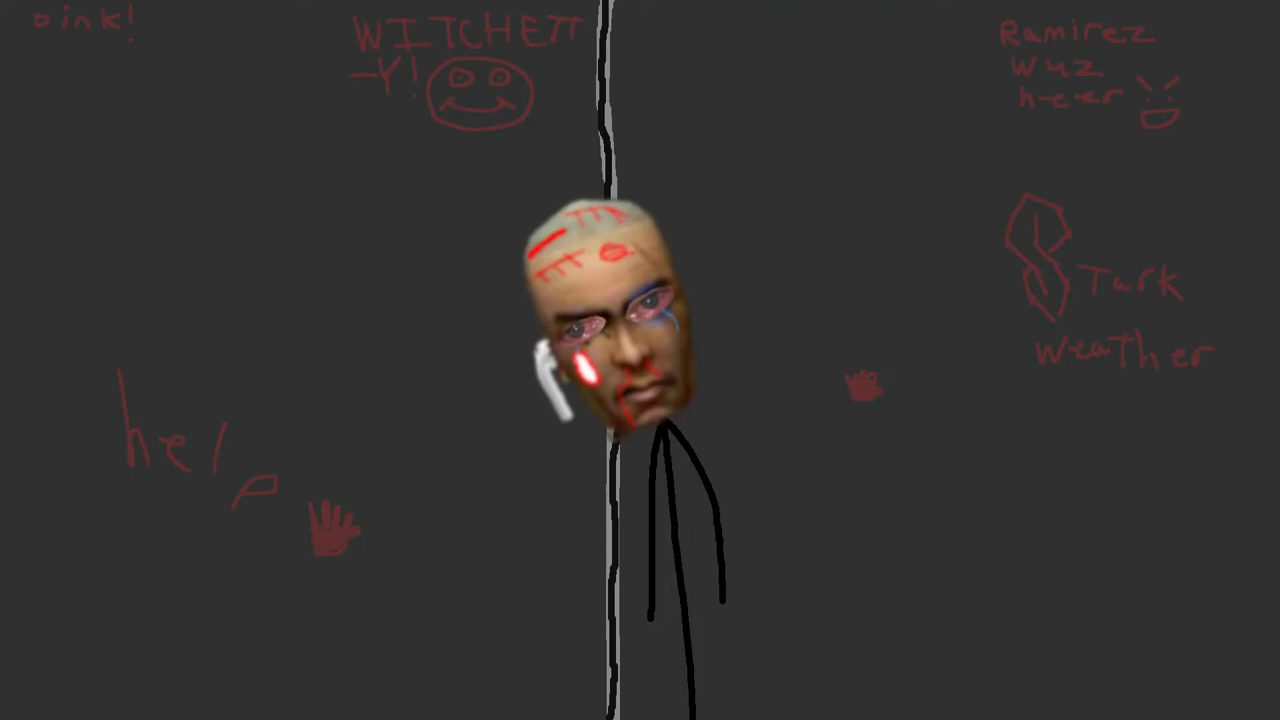 oink!
WITCHETT
-Y!
Ramirez
wuz
heer
Turk
weather
help